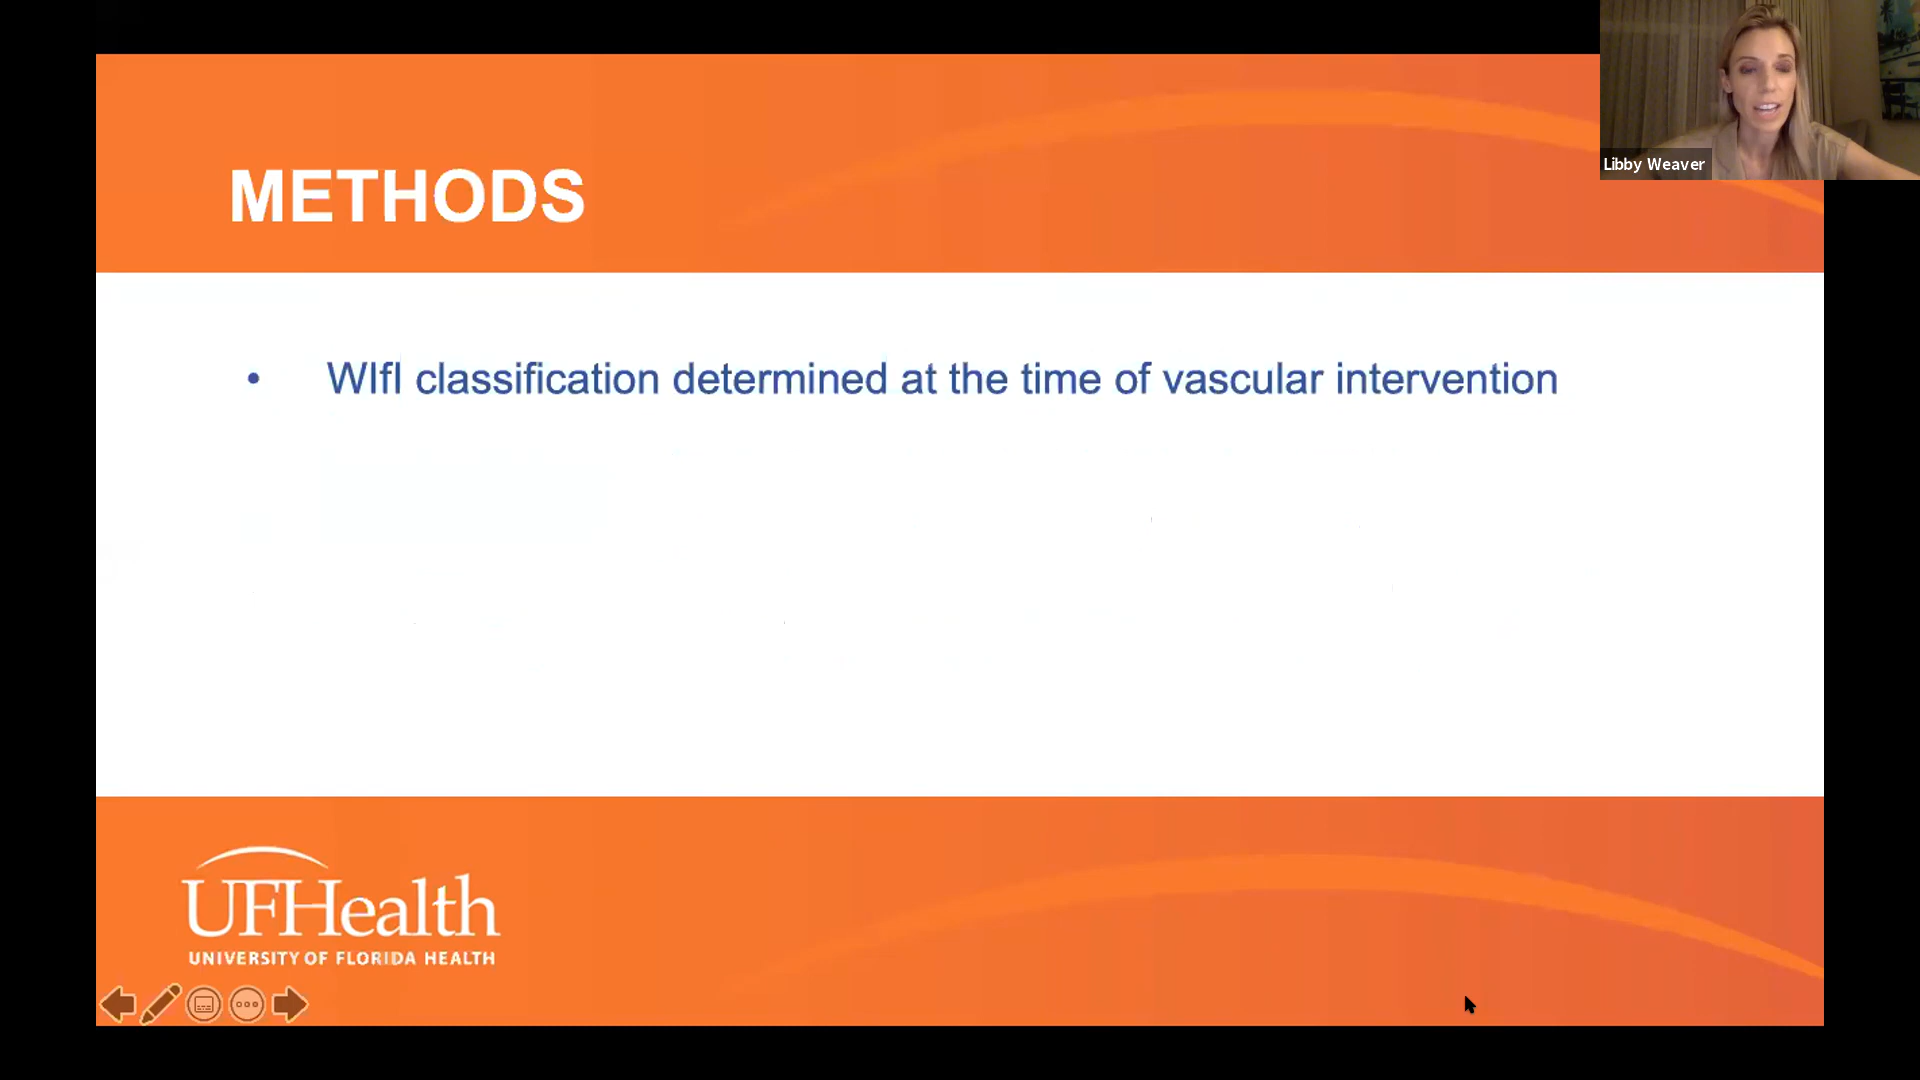 Libby Weaver
METHODS
• WIfI classification determined at the time of vascular intervention
UFHealth
UNIVERSITY OF FLORIDA HEALTH